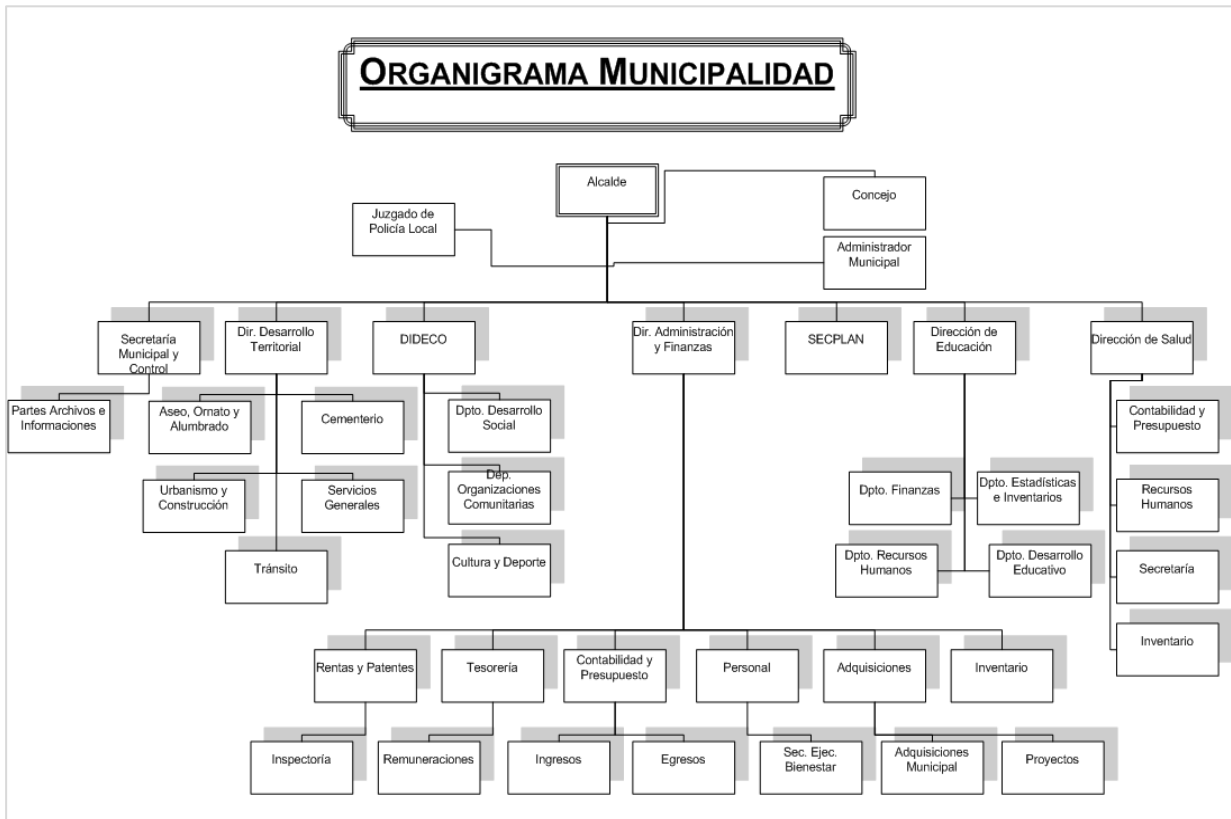 ORGANIGRAMA MUNICIPALIDAD
Alcalde
Concejo
Juzgado de
Policía Local
Administrador
Municipal
Secretaría
Municipal y
Control
Dir. Desarrollo
Territorial
DIDECO
Dir. Administración
y Finanzas
SECPLAN
Dirección de
Educación
Dirección de Salud
Partes Archivos e
Informaciones
Aseo, Ornato y
Alumbrado
Cementerio
Dpto. Desarrollo
Social
Contabilidad y
Presupuesto
Urbanismo y
Construcción
Servicios
Generales
Dep.
Organizaciones
Comunitarias
Dpto. Finanzas
Dpto. Estadísticas
e Inventarios
Recursos
Humanos
Tránsito
Cultura y Deporte
Dpto. Recursos
Humanos
Dpto. Desarrollo
Educativo
Secretaría
Inventario
Rentas y Patentes
Tesorería
Contabilidad y
Presupuesto
Personal
Adquisiciones
Inventario
Inspectoría
Remuneraciones
Ingresos
Egresos
Sec. Ejec.
Bienestar
Adquisiciones
Municipal
Proyectos